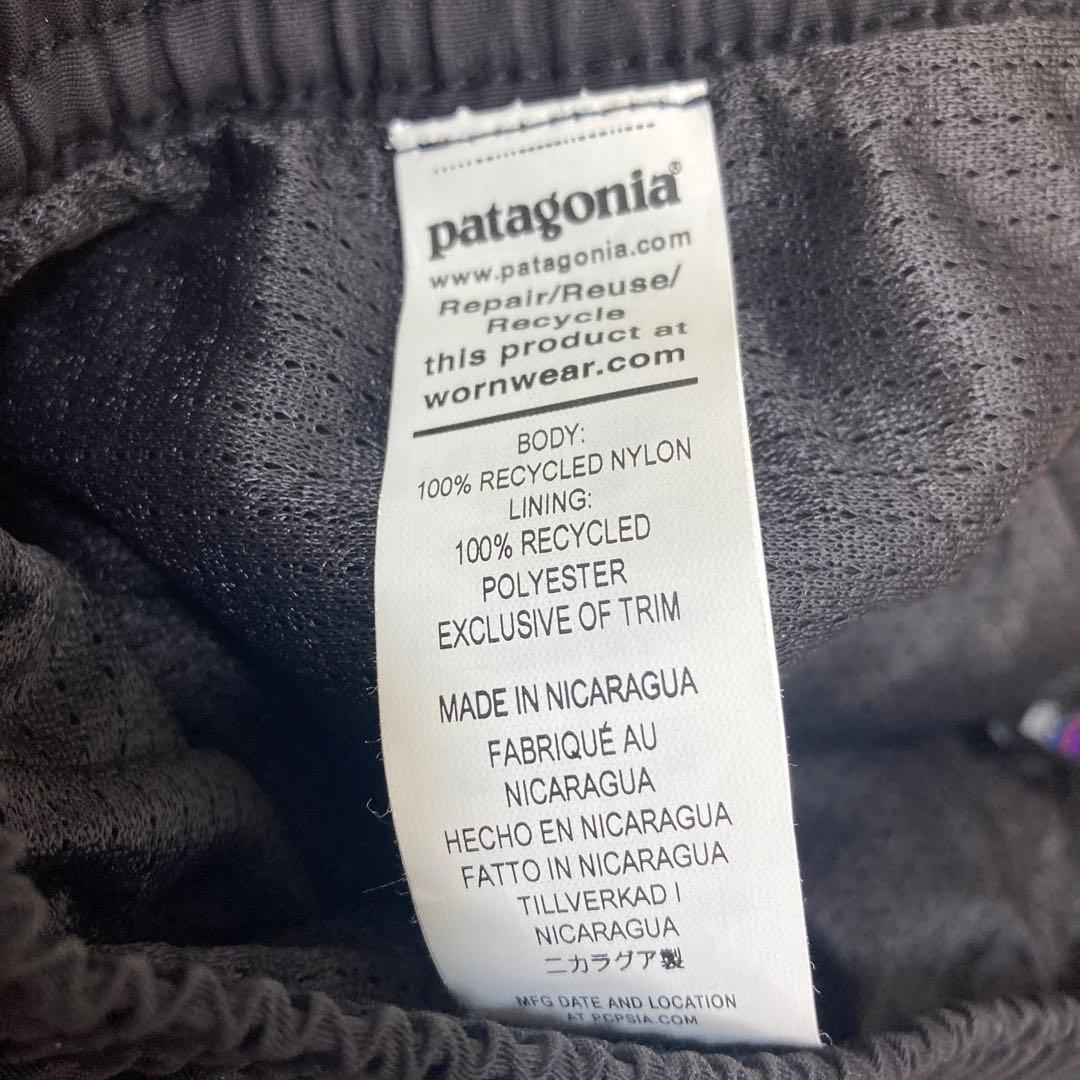 patagonia®
www.patagonia.com
Repair/Reuse/
Recycle
this product at
wornwear.com
BODY:
100% RECYCLED NYLON
LINING:
100% RECYCLED
POLYESTER
EXCLUSIVE OF TRIM
MADE IN NICARAGUA
FABRIQUÉ AU
NICARAGUA
HECHO EN NICARAGUA
FATTO IN NICARAGUA
TILLVERKAD I
NICARAGUA
ニカラグア製
MFG DATE AND LOCATION
AT PCPSIA.COM